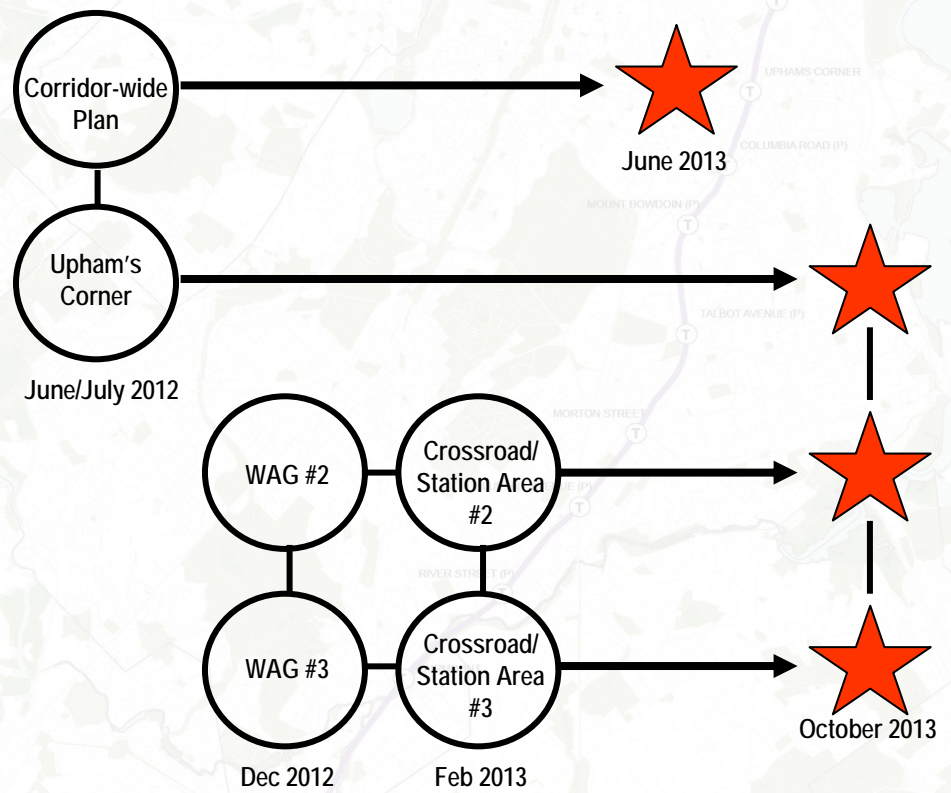 Corridor-wide
Plan
June 2013
Upham's
Corner
June/July 2012
WAG #2
Crossroad/
Station Area
#2
WAG #3
Crossroad/
Station Area
#3
October 2013
Dec 2012
Feb 2013
UPHAMS CORNER
T
COLUMBIA ROAD (P)
MOUNT BOWDOIN (P)
T
TALBOT AVENUE (P)
T
MORTON STREET
T
(P)
T
RIVER STREET (P)